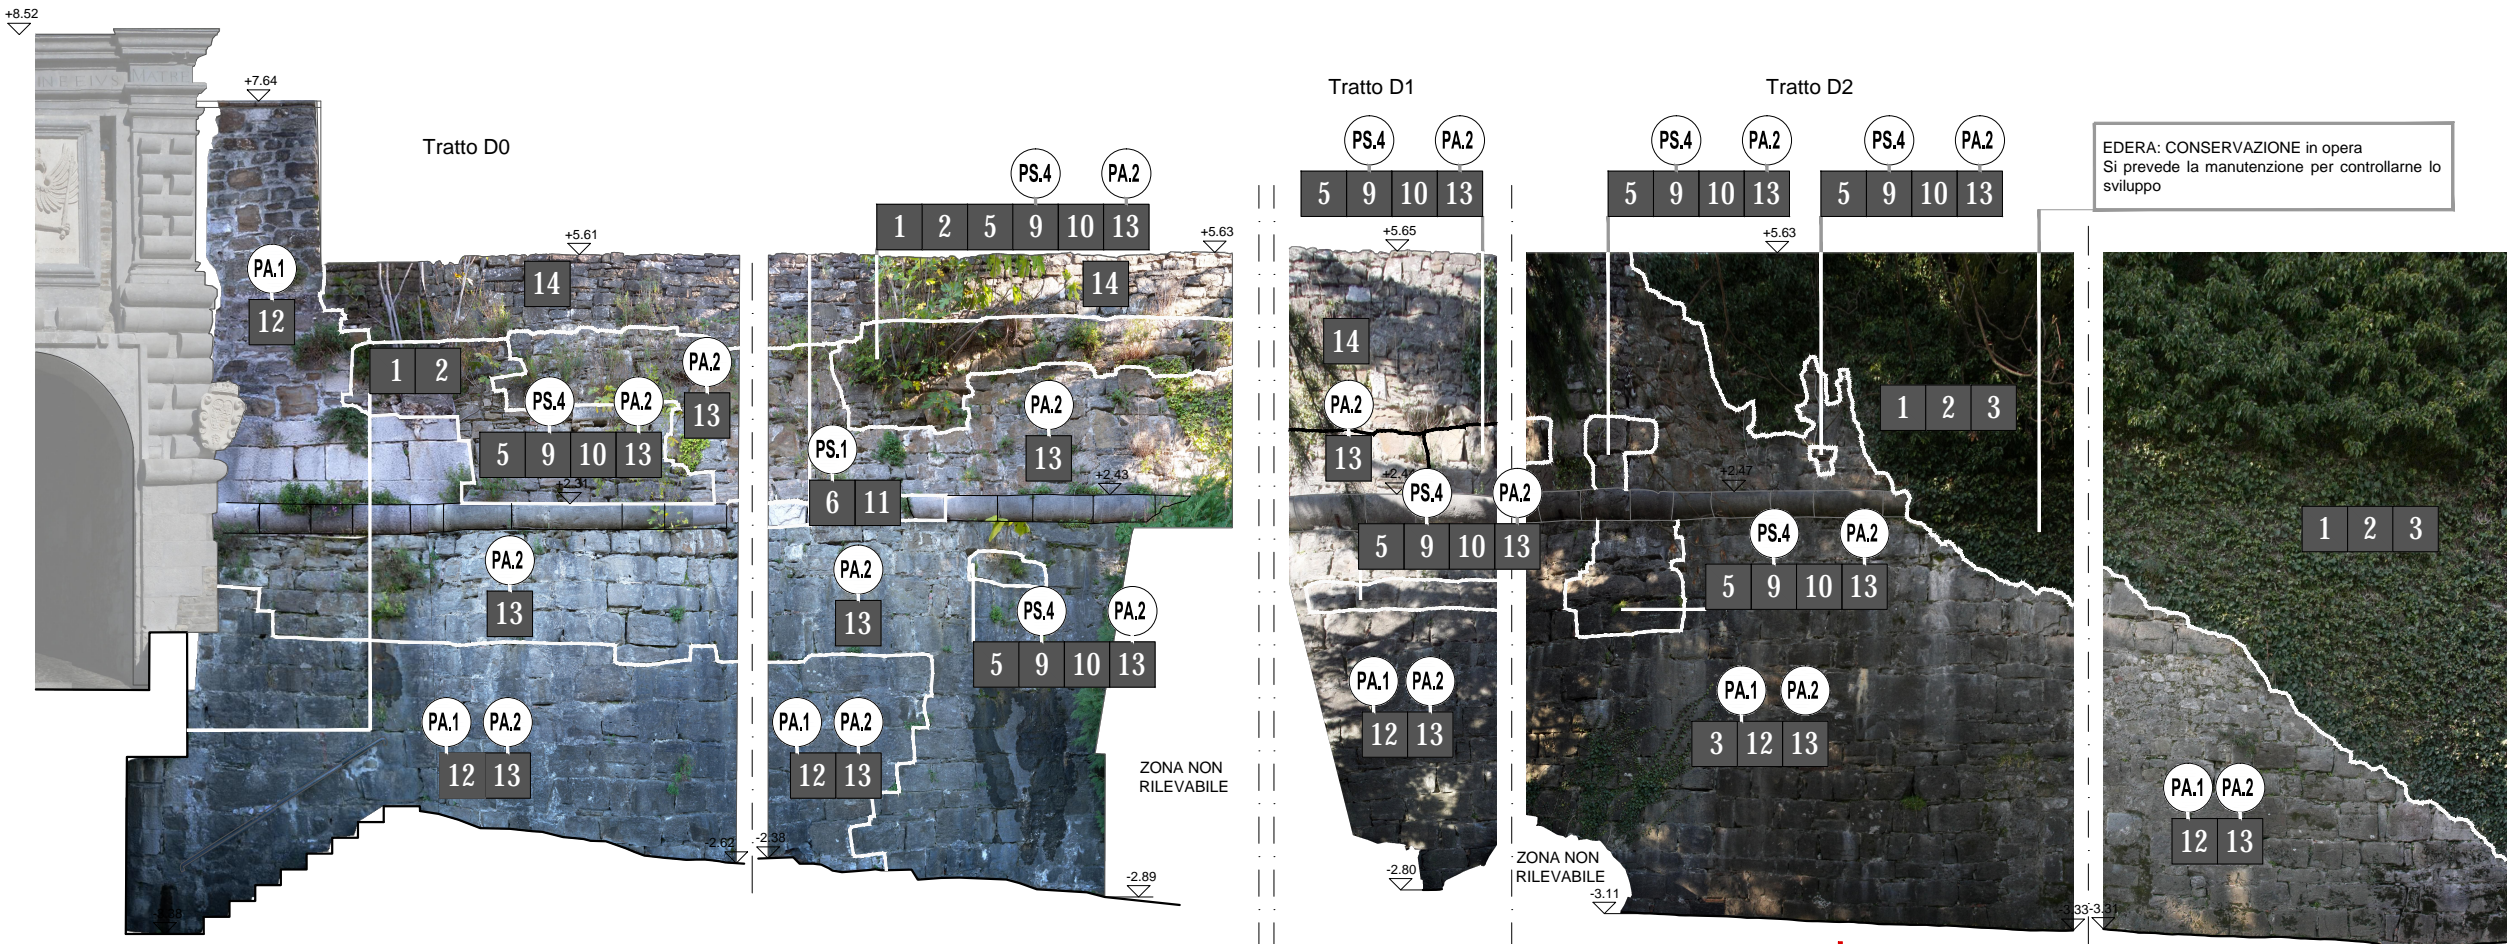 +8.52
+7.64
Tratto D0
Tratto D1
Tratto D2
PS.4 PA.2
1 2 5 9 10 13
PS.4 PA.2
5 9 10 13
PS.4 PA.2
5 9 10 13
PS.4 PA.2
5 9 10 13
EDERA: CONSERVAZIONE in opera
Si prevede la manutenzione per controllarne lo
sviluppo
+5.61
+5.63
+5.65
+5.63
MATRE
PA.1
12
14
14
14
1 2
PS.4 PA.2
5 9 10 13
PA.2
13
PS.1
6 11
PA.2
13
PA.2
13
1 2 3
+2.31
+2.43
+2.47
PS.4 PA.2
5 9 10 13
PS.4 PA.2
5 9 10 13
1 2 3
PA.2
13
PA.2
13
PS.4 PA.2
5 9 10 13
PA.1 PA.2
12 13
PA.1 PA.2
12 13
PA.1 PA.2
12 13
PA.1 PA.2
3 12 13
PA.1 PA.2
12 13
ZONA NON
RILEVABILE
ZONA NON
RILEVABILE
-2.62
-2.38
-2.89
-2.80
-3.11
-3.33
-3.31